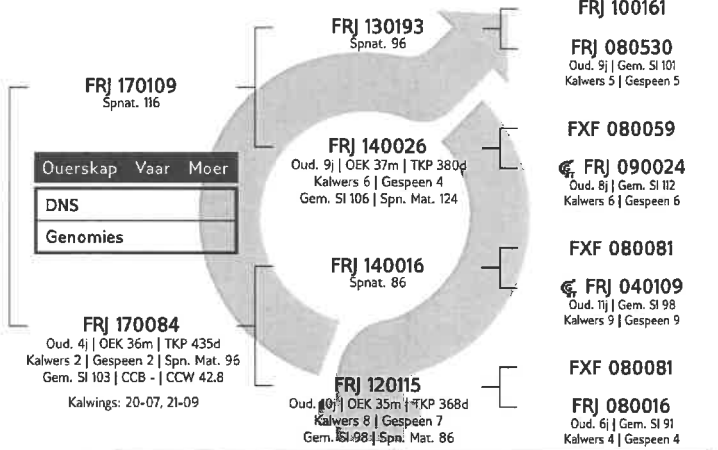 FRJ 170109
Spnat. 116
Ouerskap Vaar Moer
DNS
Genomies
FRJ 170084
Oud. 4j | OEK 36m | TKP 435d
Kalwers 2 | Gespeen 2 | Spn. Mat. 96
Gem. SI 103 | CCB - | CCW 42.8
Kalwings: 20-07, 21-09
FRJ 130193
Spnat. 96
FRJ 140026
Oud. 9j | OEK 37m | TKP 380d
Kalwers 6 | Gespeen 4
Gem. SI 106 | Spn. Mat. 124
FRJ 140016
Spnat. 86
FRJ 120115
Oud. 10j | OEK 35m | TKP 368d
Kalwers 8 | Gespeen 7
Gem. SI 98 | Spn. Mat. 86
FRJ 100161
FRJ 080530
Oud. 9j | Gem. SI 101
Kalwers 5 | Gespeen 5
FXF 080059
FRJ 090024
Oud. 8j | Gem. SI 112
Kalwers 6 | Gespeen 6
FXF 080081
FRJ 040109
Oud. 11j | Gem. SI 98
Kalwers 9 | Gespeen 9
FXF 080081
FRJ 080016
Oud. 6j | Gem. SI 91
Kalwers 4 | Gespeen 4